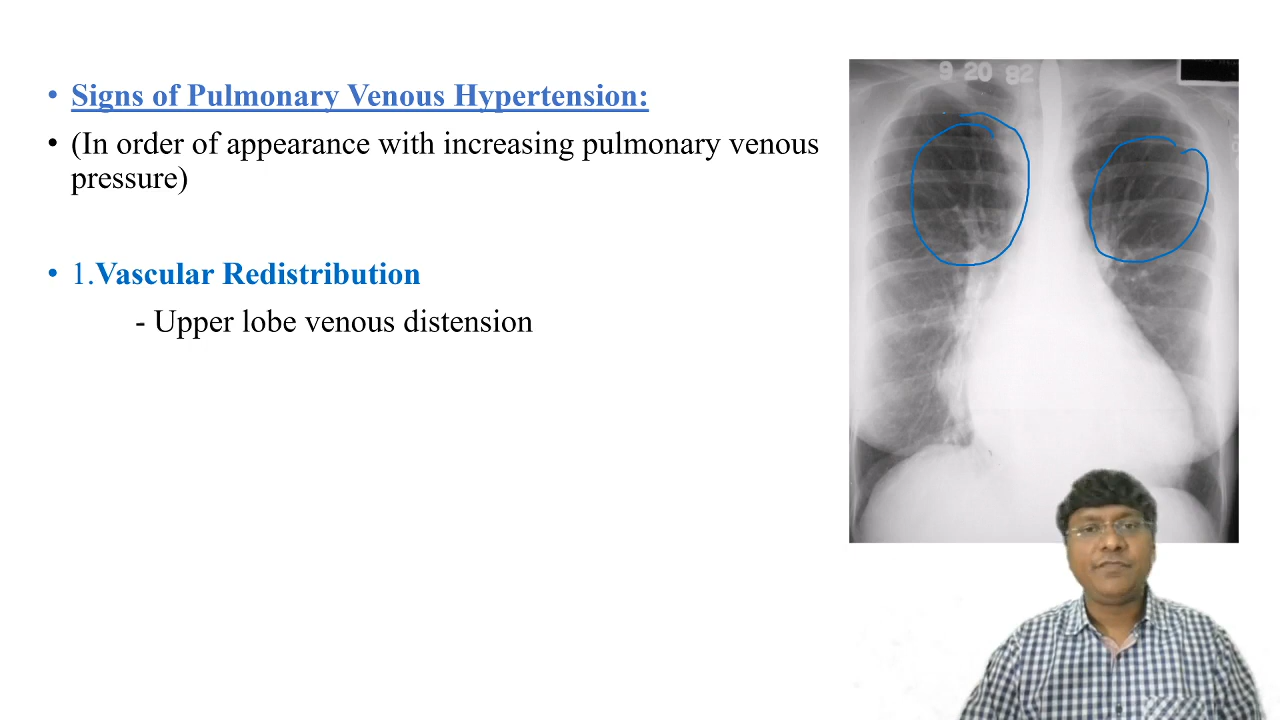 • Signs of Pulmonary Venous Hypertension:
• (In order of appearance with increasing pulmonary venous
pressure)
• 1.Vascular Redistribution
- Upper lobe venous distension
9 20 82